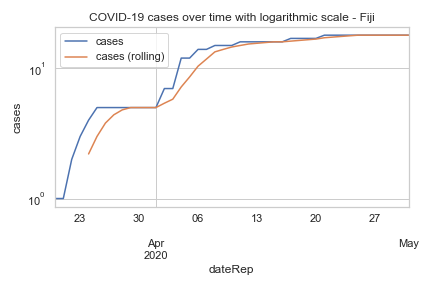 COVID-19 cases over time with logarithmic scale - Fiji
cases
cases (rolling)
10¹
10⁰
cases
23
30
06
13
20
27
Apr
2020
May
dateRep